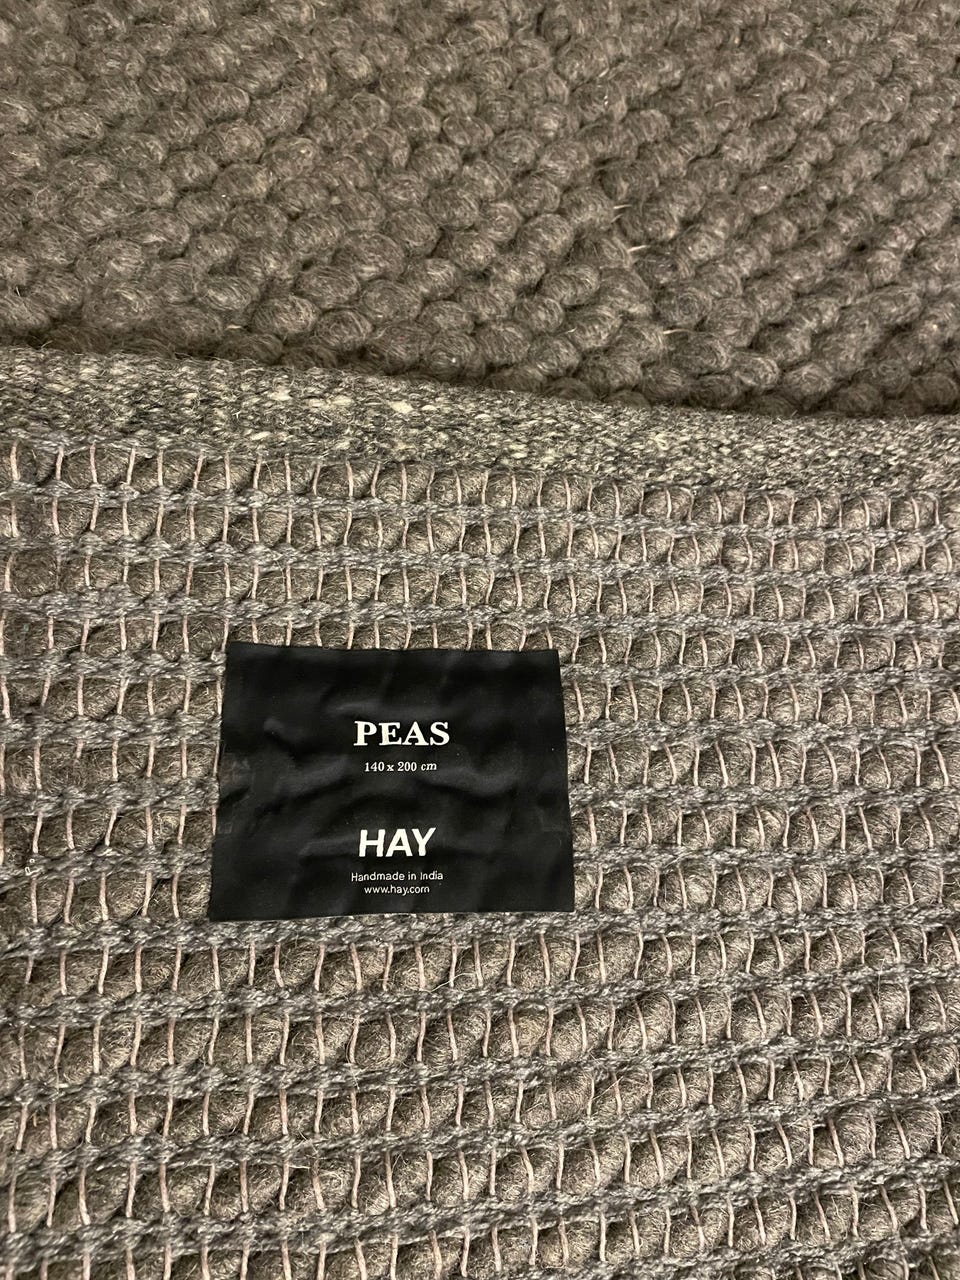 PEAS
140 x 200 cm
HAY
Handmade in India
www.hay.com